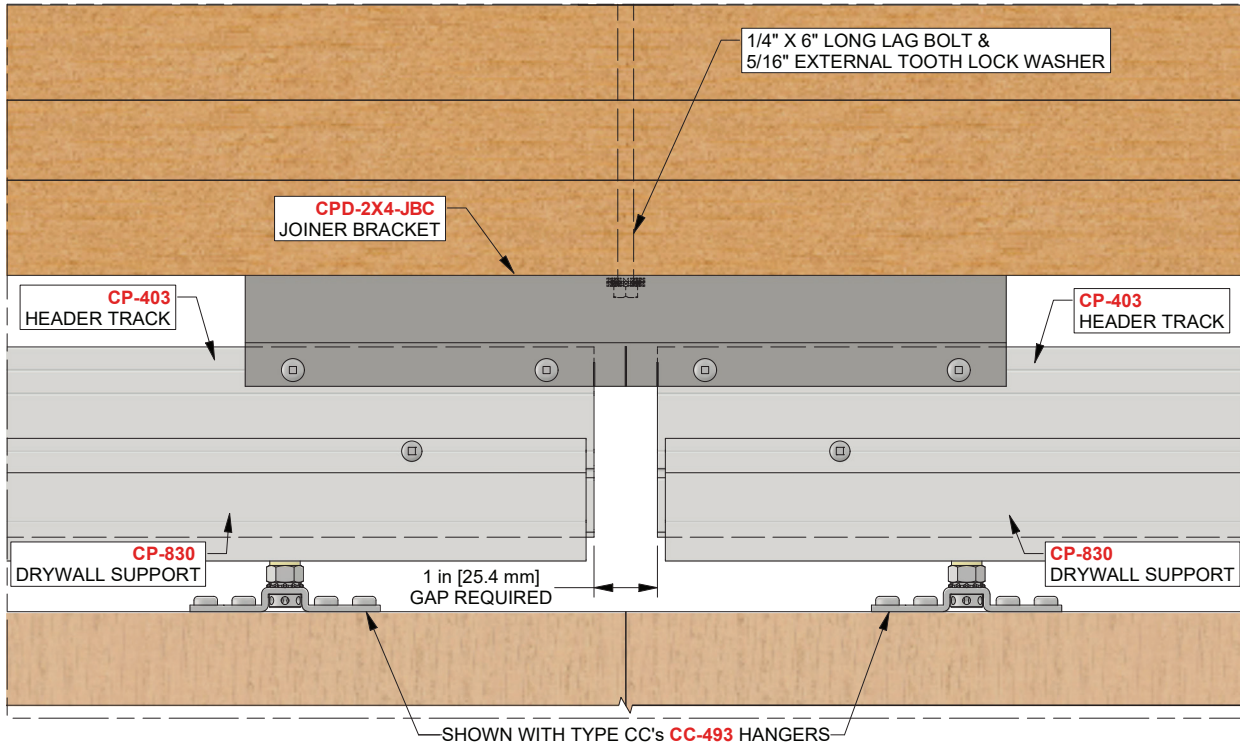 1/4" X 6" LONG LAG BOLT &
5/16" EXTERNAL TOOTH LOCK WASHER
CPD-2X4-JBC
JOINER BRACKET
CP-403
HEADER TRACK
CP-403
HEADER TRACK
CP-830
DRYWALL SUPPORT
1 in [25.4 mm]
GAP REQUIRED
CP-830
DRYWALL SUPPORT
SHOWN WITH TYPE CC's CC-493 HANGERS